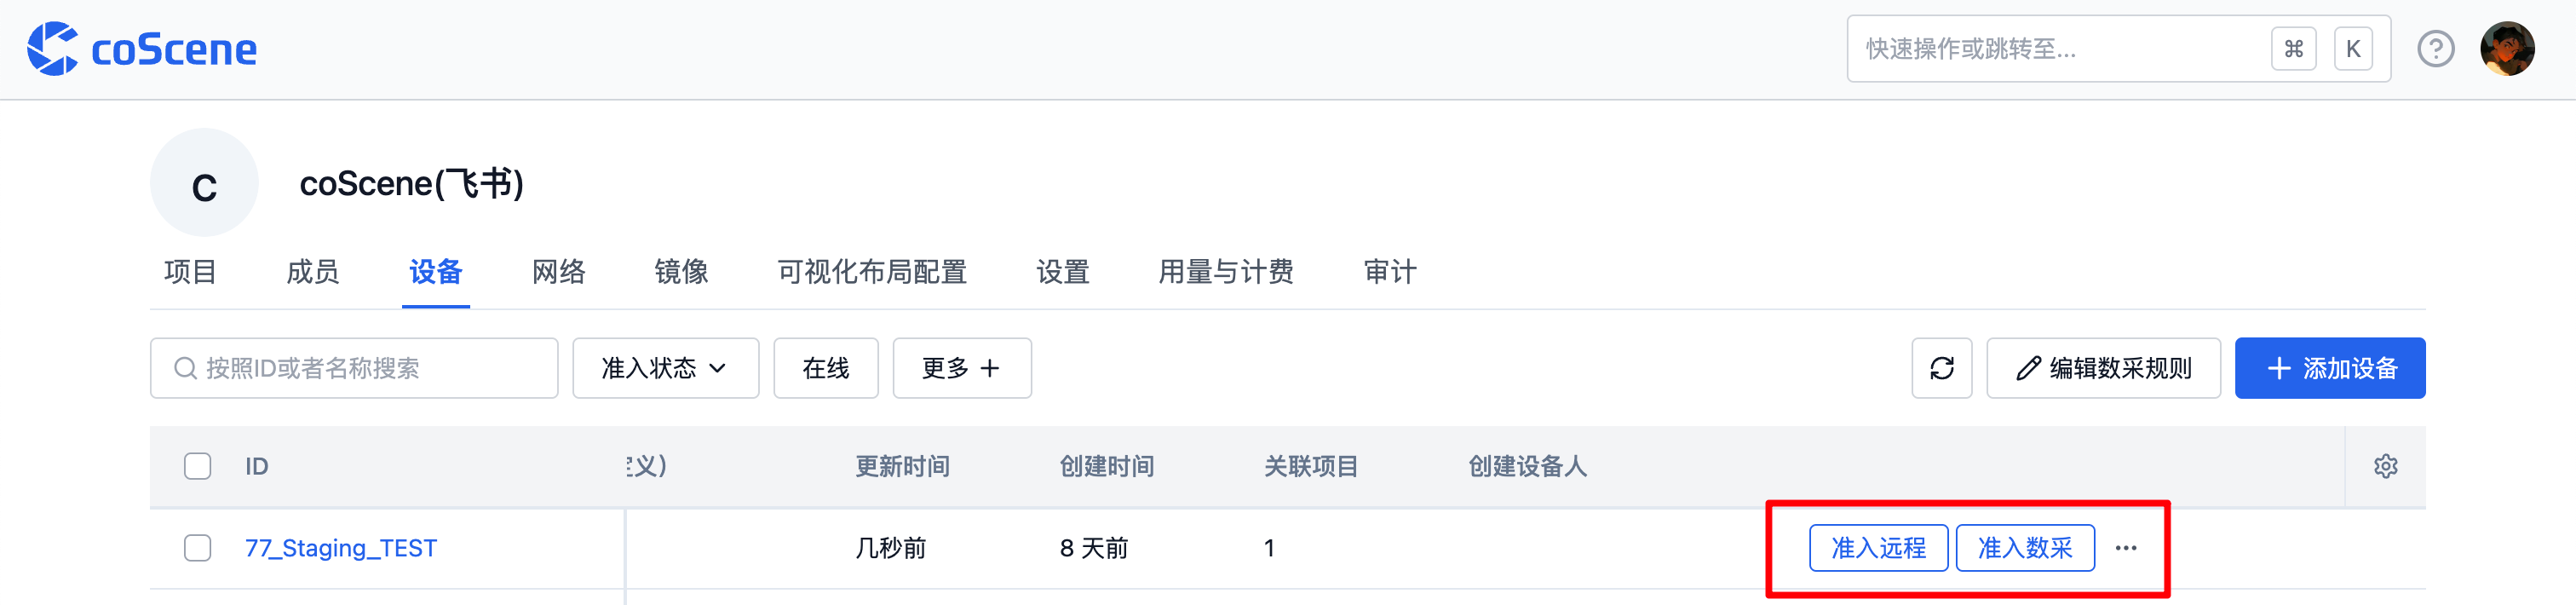 coScene
快速操作或跳转至... ⌘ K
C
coScene(飞书)
项目 成员 设备 网络 镜像 可视化布局配置 设置 用量与计费 审计
按照ID或者名称搜索 准入状态 在线 更多 编辑数采规则 添加设备
ID 义) 更新时间 创建时间 关联项目 创建设备人
77_Staging_TEST 几秒前 8 天前 1 准入远程 准入数采 ...